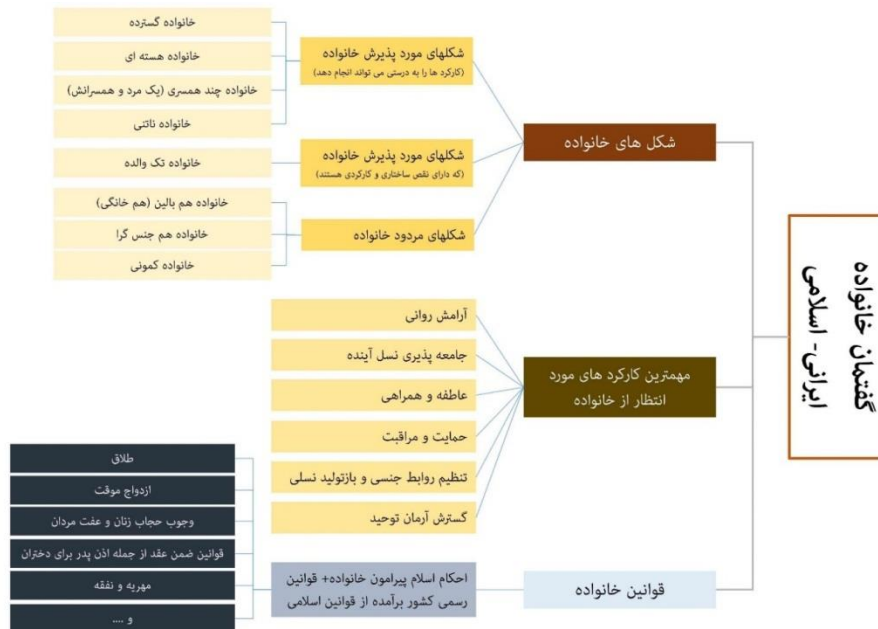 گفتمان خانواده
ایرانی- اسلامی
شکل های خانواده
شکلهای مورد پذیرش خانواده
(کارکرد ها را به درستی می تواند انجام دهد)
خانواده گسترده
خانواده هسته ای
خانواده چند همسری (یک مرد و همسرانش)
خانواده ناتنی
شکلهای مورد پذیرش خانواده
(که دارای نقص ساختاری و کارکردی هستند)
خانواده تک والده
شکلهای مردود خانواده
خانواده هم بالین (هم خانگی)
خانواده هم جنس گرا
خانواده کمونی
مهمترین کارکرد های مورد
انتظار از خانواده
آرامش روانی
جامعه پذیری نسل آینده
عاطفه و همراهی
حمایت و مراقبت
تنظیم روابط جنسی و بازتولید نسلی
گسترش آرمان توحید
قوانین خانواده
احکام اسلام پیرامون خانواده+ قوانین
رسمی کشور برآمده از قوانین اسلامی
طلاق
ازدواج موقت
وجوب حجاب زنان و عفت مردان
قوانین ضمن عقد از جمله اذن پدر برای دختران
مهریه و نفقه
و ....